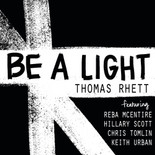 BE A LIGHT
THOMAS RHETT
featuring
REBA MCENTIRE
HILLARY SCOTT
CHRIS TOMLIN
KEITH URBAN